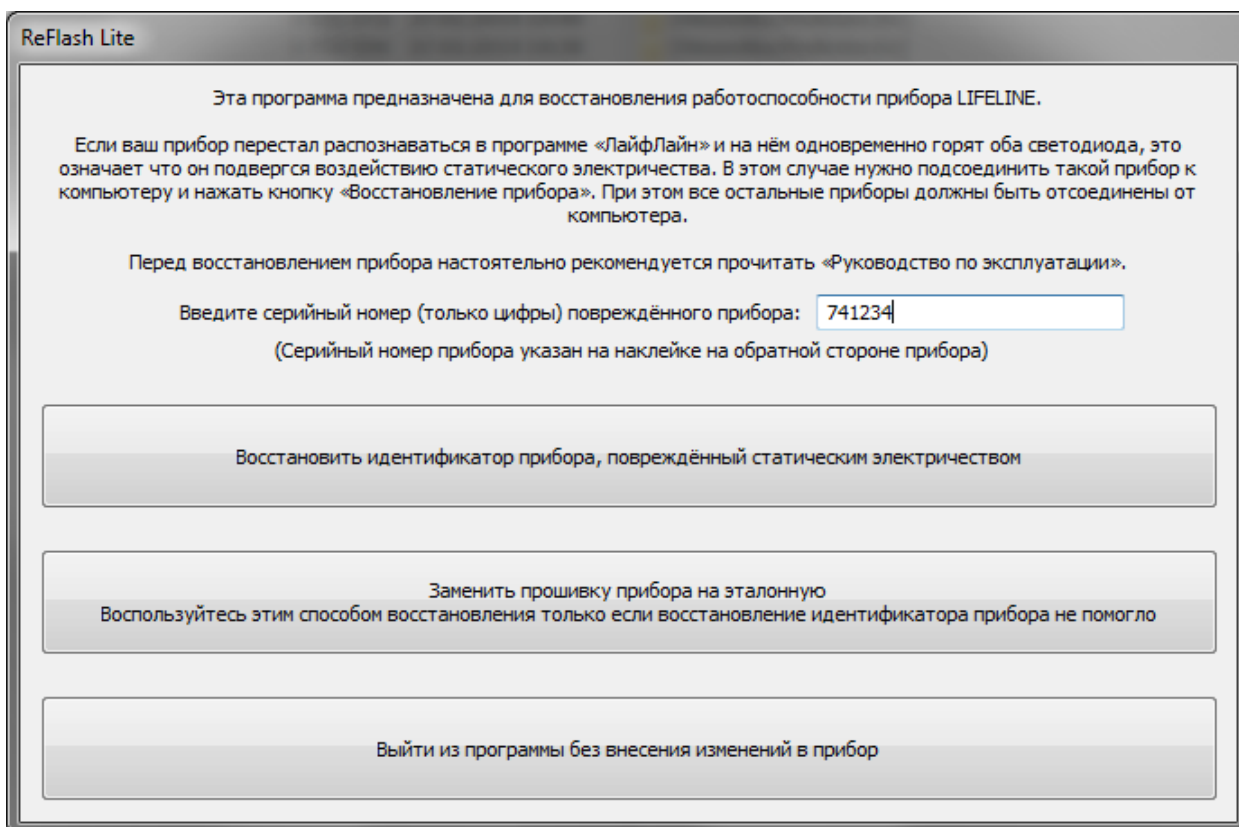 ReFlash Lite
Эта программа предназначена для восстановления работоспособности прибора LIFELINE.
Если ваш прибор перестал распознаваться в программе «ЛайфЛайн» и на нём одновременно горят оба светодиода, это
означает что он подвергся воздействию статического электричества. В этом случае нужно подсоединить такой прибор к
компьютеру и нажать кнопку «Восстановление прибора». При этом все остальные приборы должны быть отсоединены от
компьютера.
Перед восстановлением прибора настоятельно рекомендуется прочитать «Руководство по эксплуатации».
Введите серийный номер (только цифры) повреждённого прибора: 741234
(Серийный номер прибора указан на наклейке на обратной стороне прибора)
Восстановить идентификатор прибора, повреждённый статическим электричеством
Заменить прошивку прибора на эталонную
Воспользуйтесь этим способом восстановления только если восстановление идентификатора прибора не помогло
Выйти из программы без внесения изменений в прибор